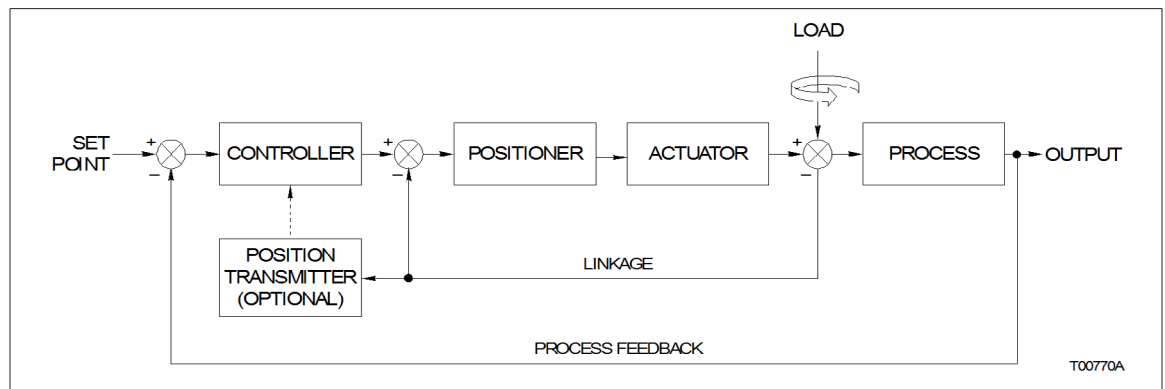 LOAD
SET
POINT
+
−
CONTROLLER
+
−
POSITIONER
ACTUATOR
+
−
PROCESS
OUTPUT
POSITION
TRANSMITTER
(OPTIONAL)
LINKAGE
PROCESS FEEDBACK
T00770A